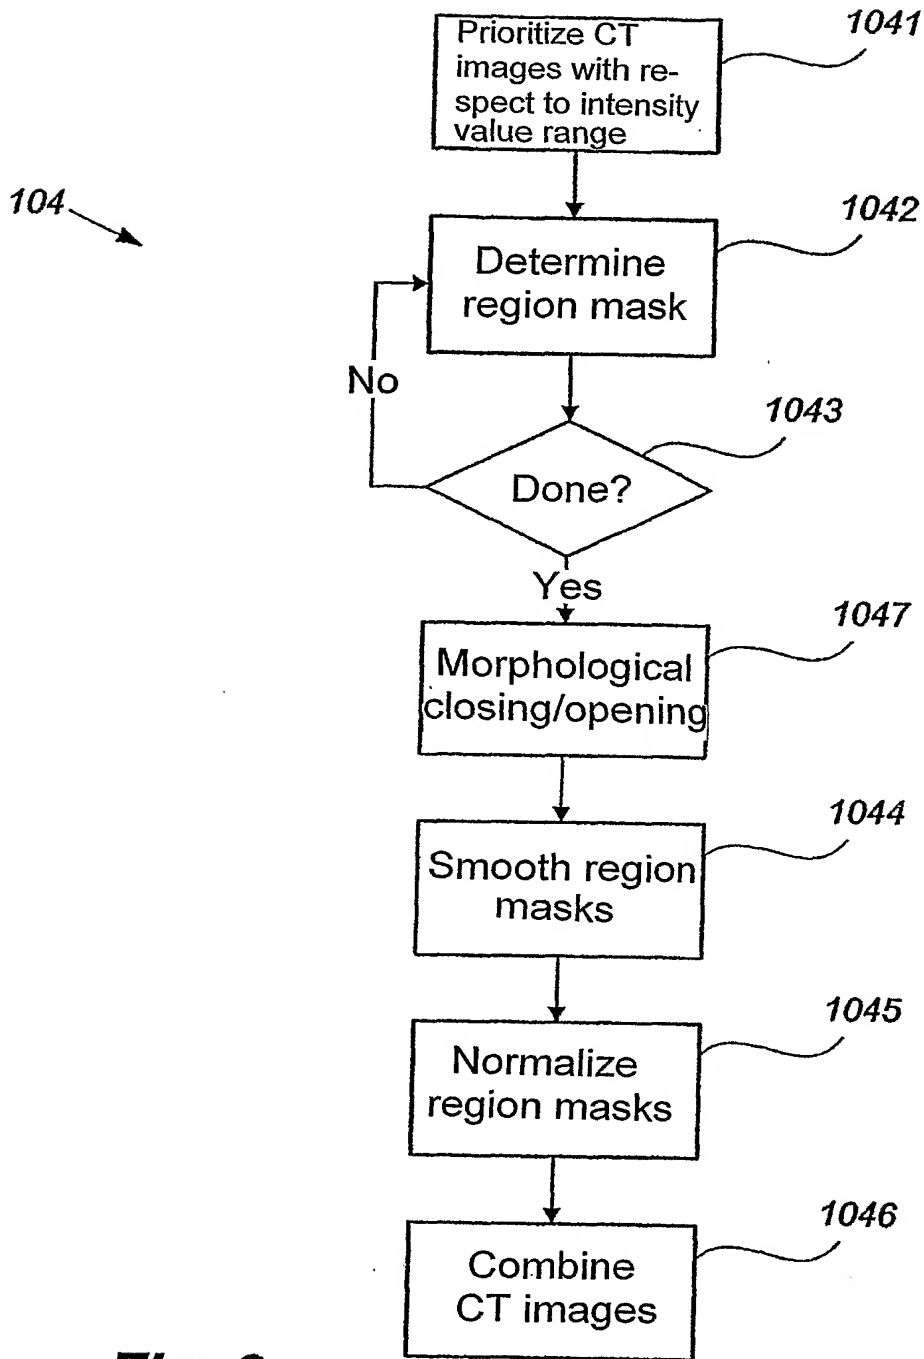 Prioritize CT
images with re-
spect to intensity
value range
1041
104
1042
Determine
region mask
No
1043
Done?
Yes
1047
Morphological
closing/opening
1044
Smooth region
masks
1045
Normalize
region masks
1046
Combine
CT images